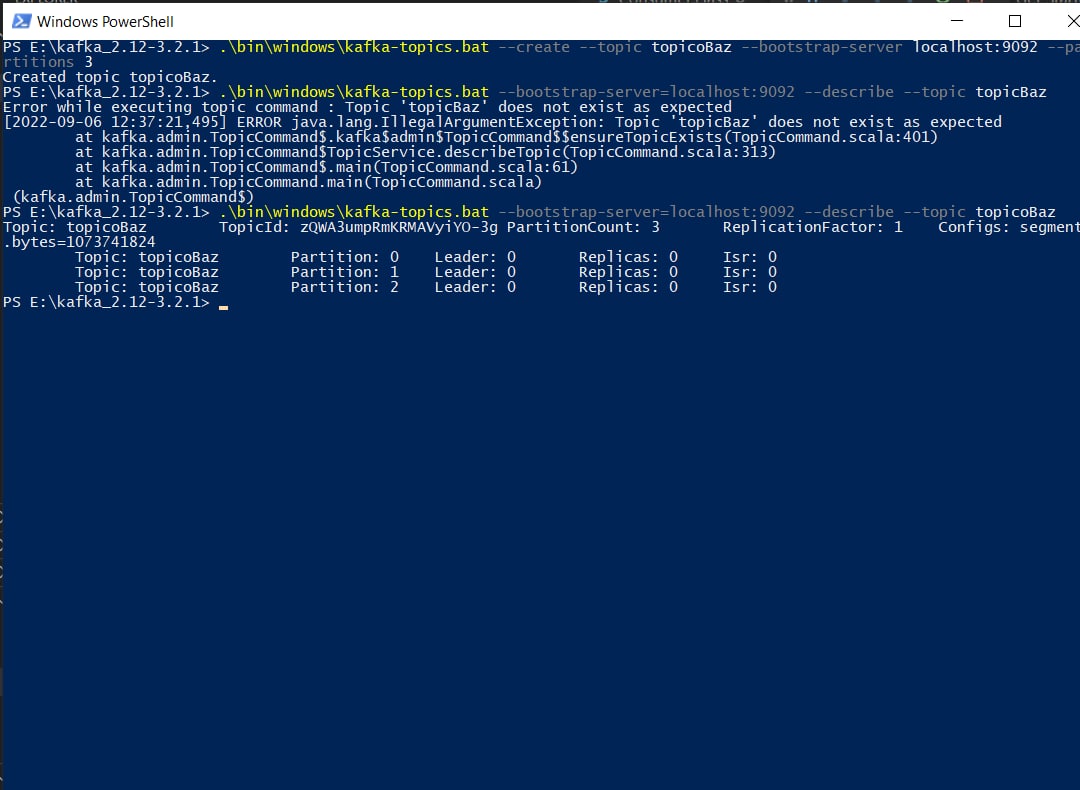 Windows PowerShell
PS E:\kafka_2.12-3.2.1> .\bin\windows\kafka-topics.bat --create --topic topicoBaz --bootstrap-server localhost:9092 --pa
rtitions 3
Created topic topicoBaz.
PS E:\kafka_2.12-3.2.1> .\bin\windows\kafka-topics.bat --bootstrap-server=localhost:9092 --describe --topic topicBaz
Error while executing topic command : Topic 'topicBaz' does not exist as expected
[2022-09-06 12:37:21,495] ERROR java.lang.IllegalArgumentException: Topic 'topicBaz' does not exist as expected
        at kafka.admin.TopicCommand$.kafka$admin$TopicCommand$$ensureTopicExists(TopicCommand.scala:401)
        at kafka.admin.TopicCommand$TopicService.describeTopic(TopicCommand.scala:313)
        at kafka.admin.TopicCommand$.main(TopicCommand.scala:61)
        at kafka.admin.TopicCommand.main(TopicCommand.scala)
 (kafka.admin.TopicCommand$)
PS E:\kafka_2.12-3.2.1> .\bin\windows\kafka-topics.bat --bootstrap-server=localhost:9092 --describe --topic topicoBaz
Topic: topicoBaz        TopicId: zQWA3umpRmKRMAVyiYO-3g PartitionCount: 3       ReplicationFactor: 1    Configs: segment
.bytes=1073741824
        Topic: topicoBaz        Partition: 0    Leader: 0       Replicas: 0     Isr: 0
        Topic: topicoBaz        Partition: 1    Leader: 0       Replicas: 0     Isr: 0
        Topic: topicoBaz        Partition: 2    Leader: 0       Replicas: 0     Isr: 0
PS E:\kafka_2.12-3.2.1>